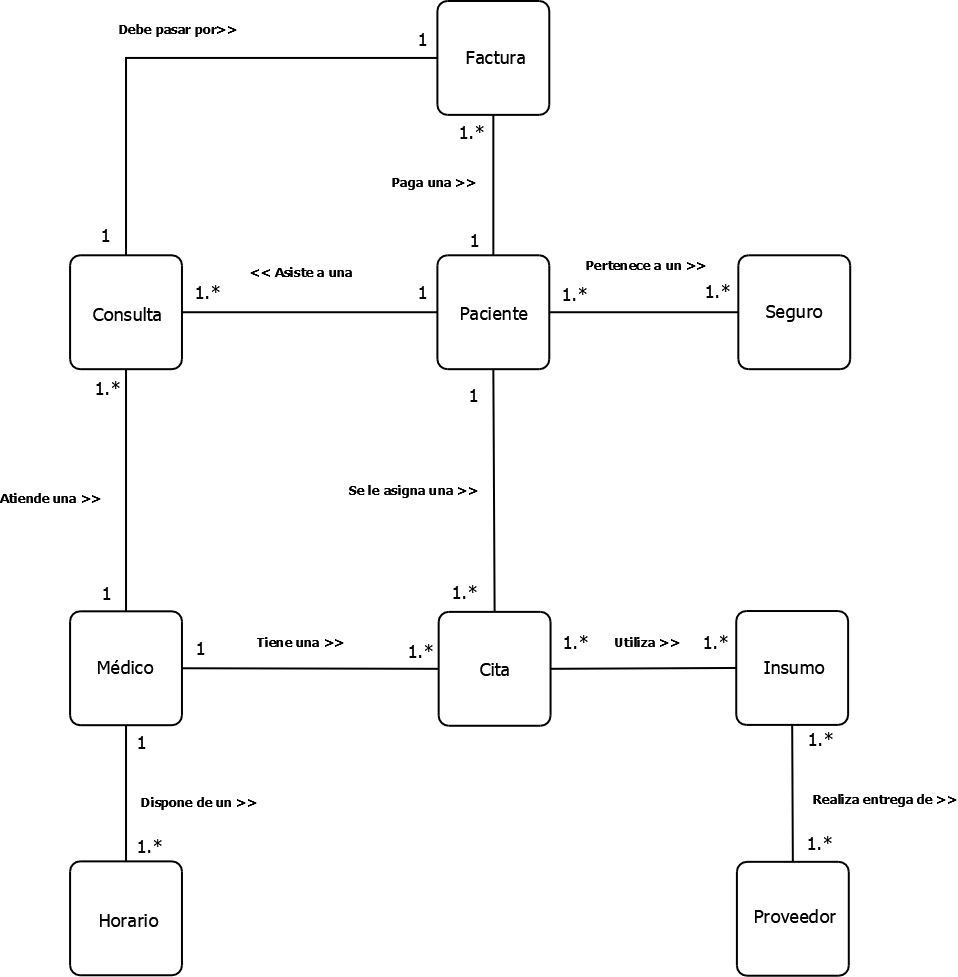 Debe pasar por>>
1
Factura
1.*
Paga una >>
1
1
<< Asiste a una
Pertenece a un >>
1.*
1
1.*
1.*
Consulta
Paciente
Seguro
1.*
1
Atiende una >>
Se le asigna una >>
1
1.*
Tiene una >>
Utiliza >>
1
1.*
1.*
1.*
Médico
Cita
Insumo
1
1.*
Dispone de un >>
Realiza entrega de >>
1.*
1.*
Horario
Proveedor